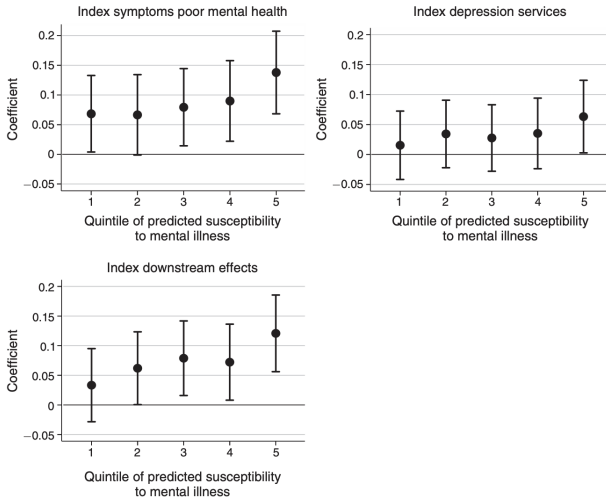 Index symptoms poor mental health
0.2
0.15
0.1
0.05
0
−0.05
Coefficient
1 2 3 4 5
Quintile of predicted susceptibility
to mental illness
Index depression services
0.2
0.15
0.1
0.05
0
−0.05
Coefficient
1 2 3 4 5
Quintile of predicted susceptibility
to mental illness
Index downstream effects
0.2
0.15
0.1
0.05
0
−0.05
Coefficient
1 2 3 4 5
Quintile of predicted susceptibility
to mental illness